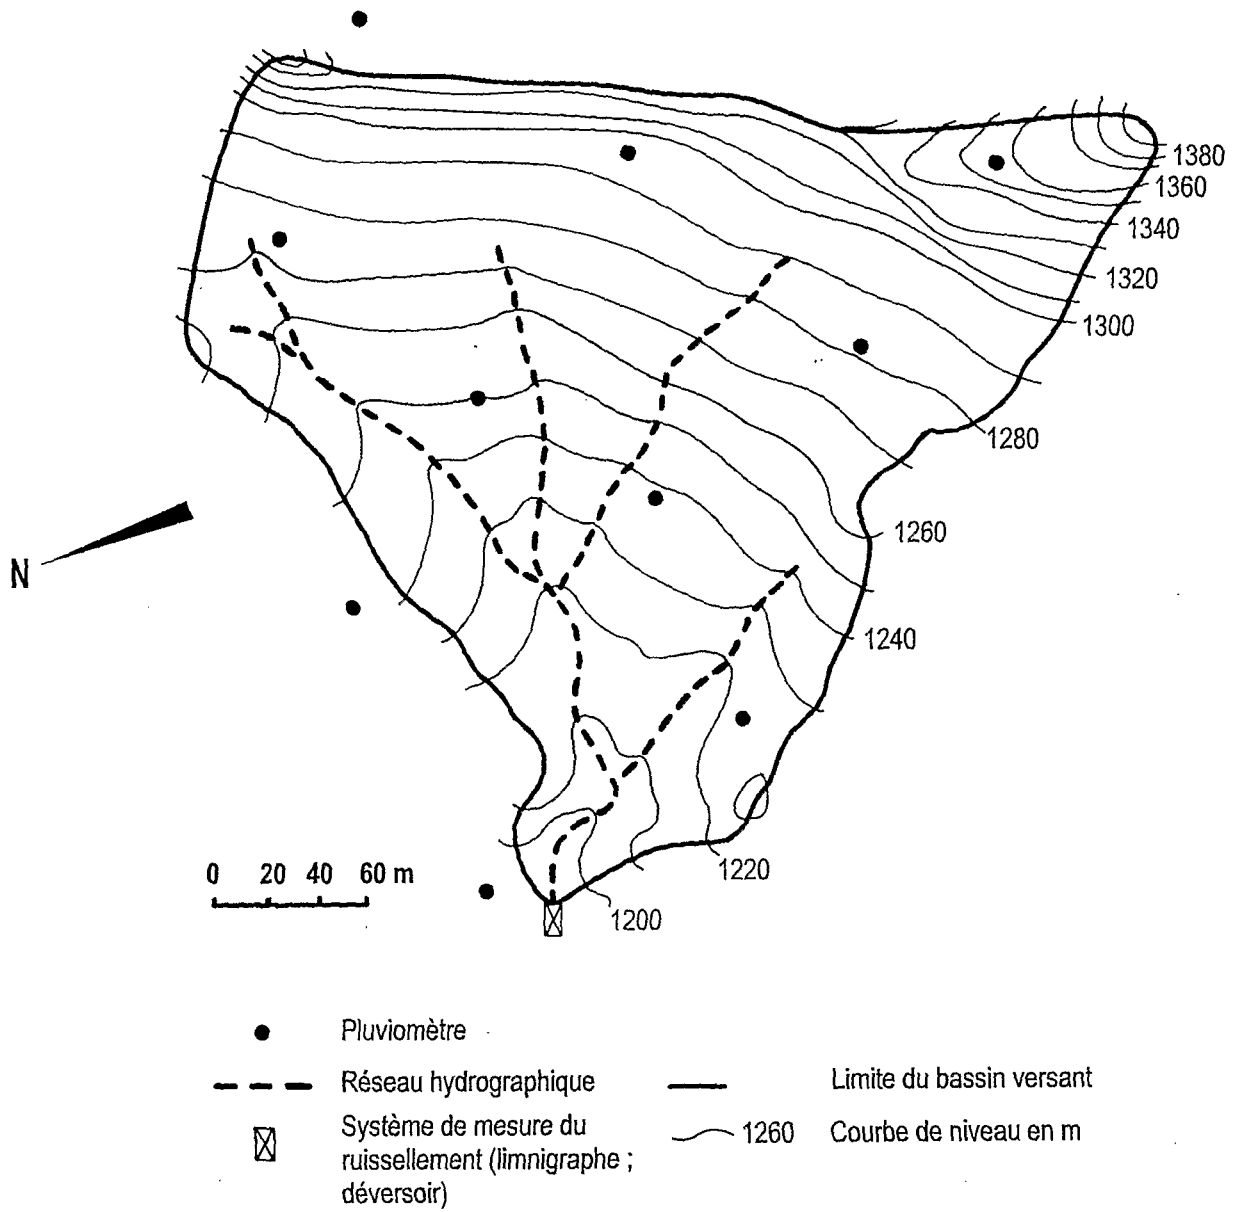 1380
1360
1340
1320
1300
1280
1260
N
1240
0 20 40 60 m
1220
1200
Pluviomètre
Réseau hydrographique
Limite du bassin versant
Système de mesure du
ruissellement (limnigraphe ;
déversoir)
1260 Courbe de niveau en m